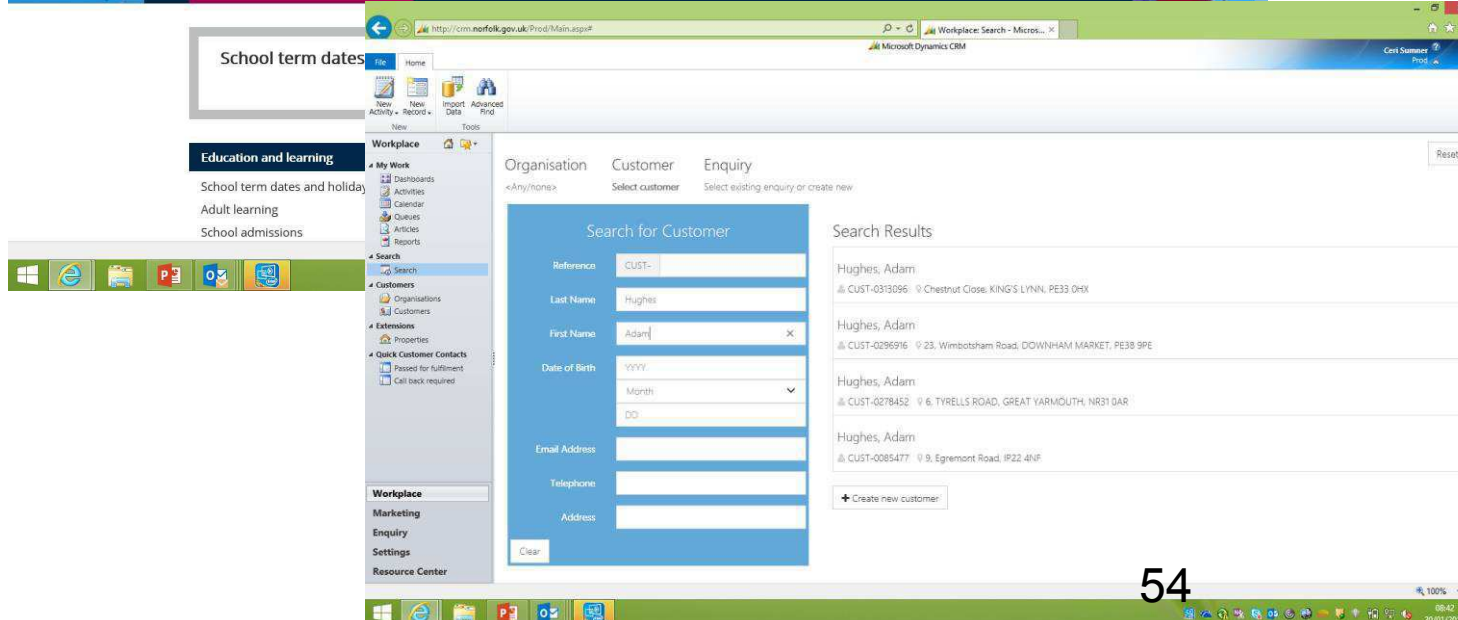 School term dates
Education and learning
School term dates and holiday
Adult learning
School admissions
http://crm.norfolk.gov.uk/Prod/Main.aspx#
Workplace: Search - Micros...
Microsoft Dynamics CRM
Ceri Sumner
Prod
File Home
New Activity
New Record
Import Data
Advanced Find
New Tools
Workplace
My Work
Dashboards
Activities
Calendar
Queues
Articles
Reports
Search
Search
Customers
Organisations
Customers
Extensions
Properties
Quick Customer Contacts
Passed for fulfilment
Call back required
Workplace
Marketing
Enquiry
Settings
Resource Center
Reset
Organisation Customer Enquiry
<Any/none> Select customer Select existing enquiry or create new
Search for Customer
Reference CUST-
Last Name Hughes
First Name Adam
Date of Birth YYYY
Month
DD
Email Address
Telephone
Address
Clear
Search Results
Hughes, Adam
CUST-0313096 Chestnut Close, KING'S LYNN, PE33 0HX
Hughes, Adam
CUST-0296916 23, Wimbotsham Road, DOWNHAM MARKET, PE38 9PE
Hughes, Adam
CUST-0278452 6, TYRELLS ROAD, GREAT YARMOUTH, NR31 0AR
Hughes, Adam
CUST-0085477 9, Egremont Road, IP22 4NF
+ Create new customer
54
100%
08:42